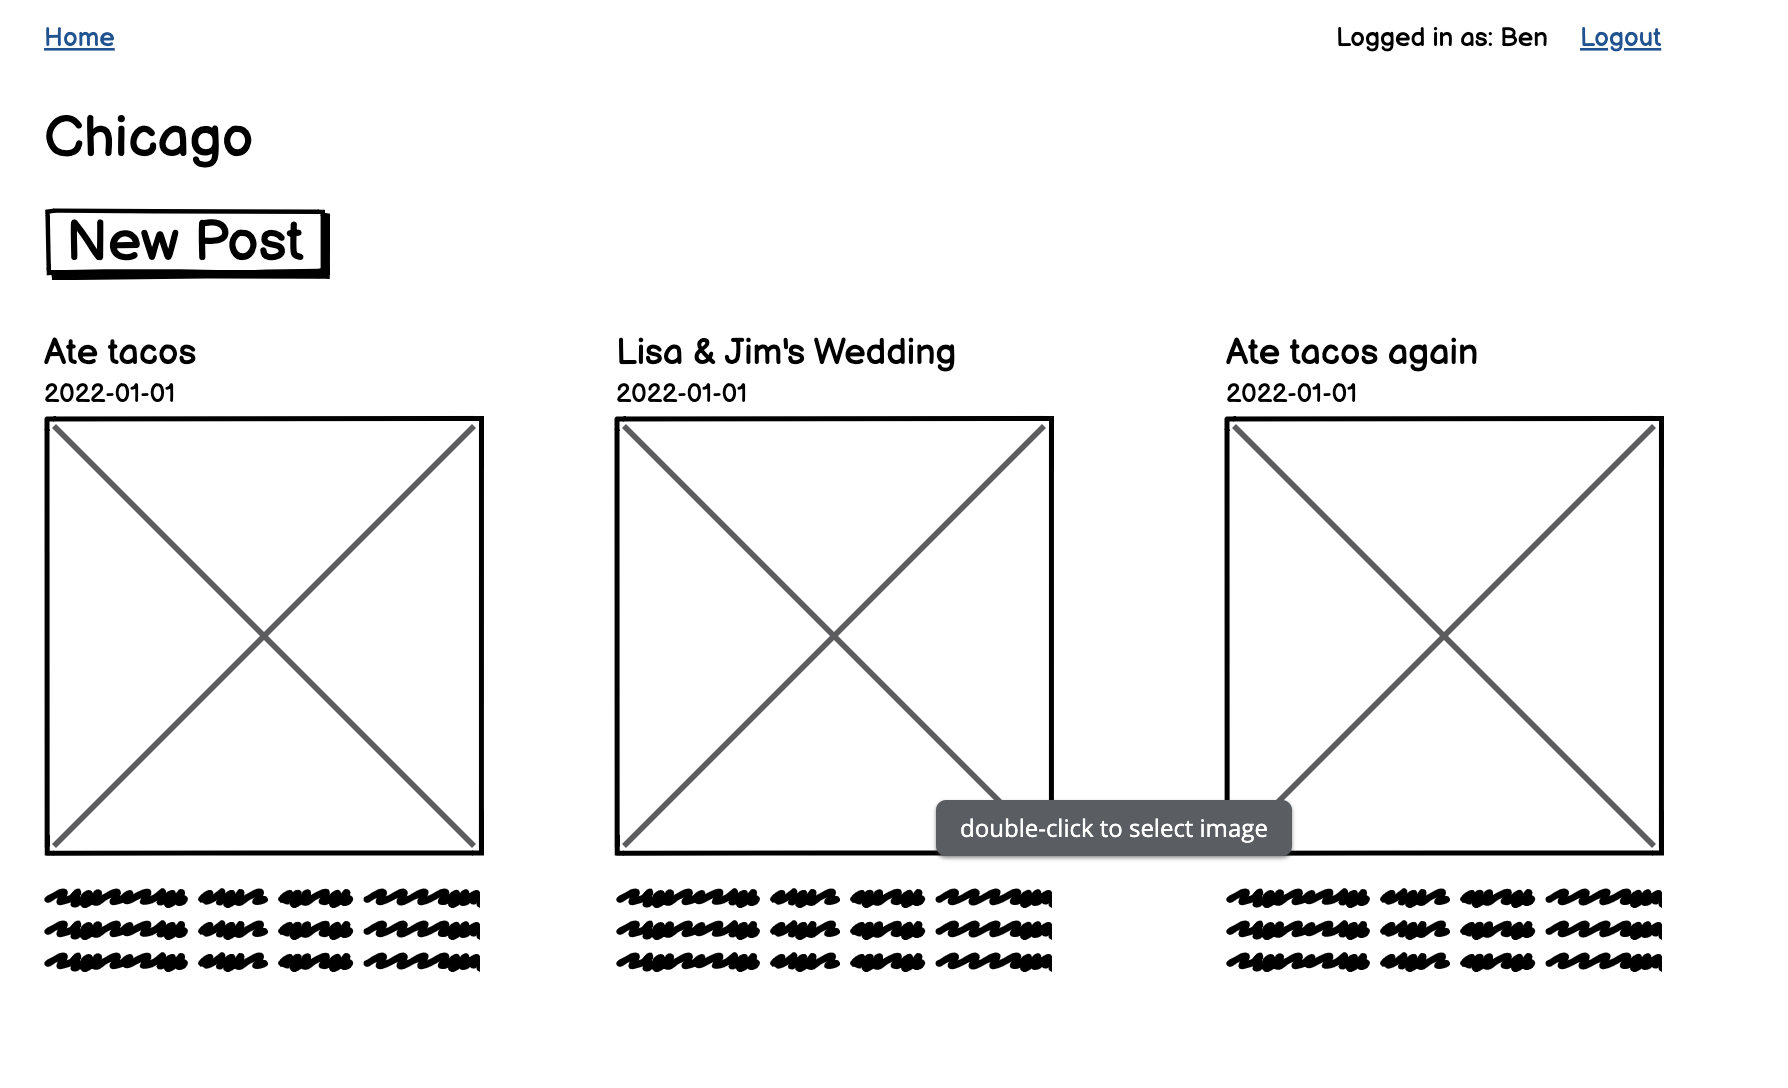 Home
Logged in as: Ben
Logout
Chicago
New Post
Ate tacos
2022-01-01
Lisa & Jim's Wedding
2022-01-01
Ate tacos again
2022-01-01
double-click to select image